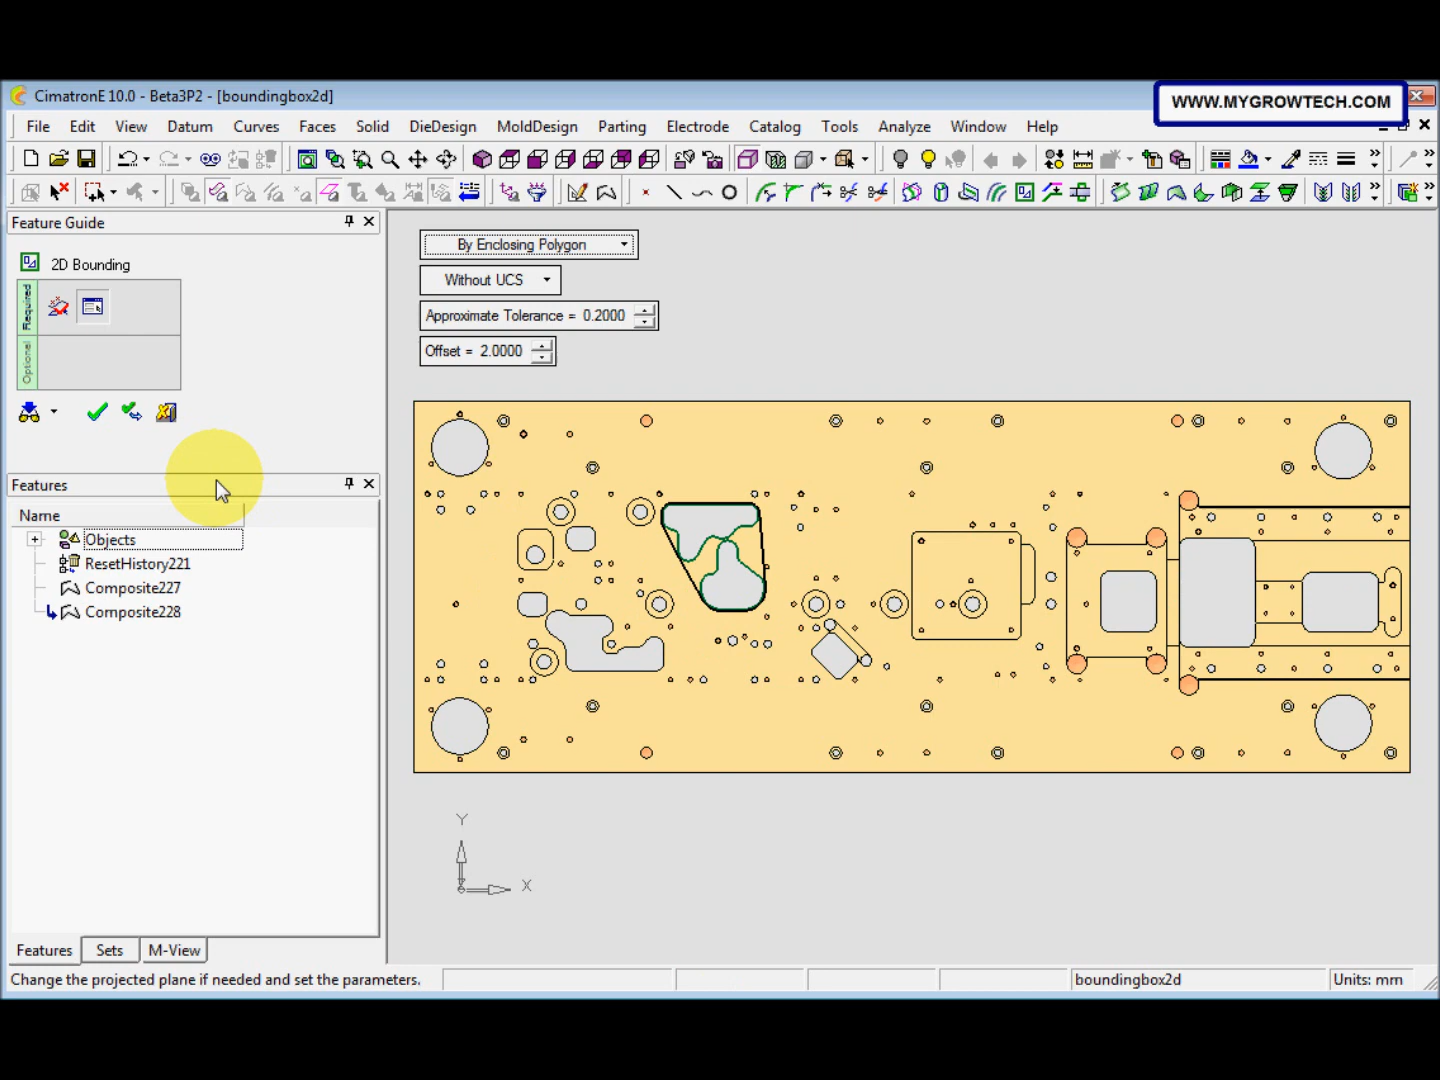 CimatronE 10.0 - Beta3P2 - [boundingbox2d]
WWW.MYGROWTECH.COM
File Edit View Datum Curves Faces Solid DieDesign MoldDesign Parting Electrode Catalog Tools Analyze Window Help
Feature Guide
2D Bounding
Required
Optional
By Enclosing Polygon
Without UCS
Approximate Tolerance = 0.2000
Offset = 2.0000
Features
Name
Objects
ResetHistory221
Composite227
Composite228
Y
X
Features Sets M-View
Change the projected plane if needed and set the parameters.
boundingbox2d
Units: mm